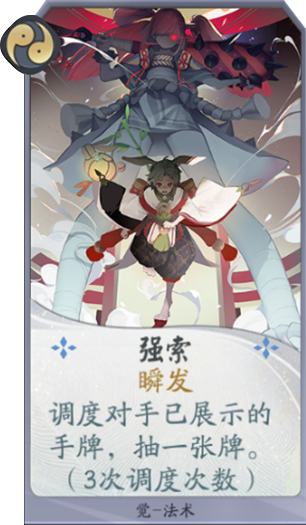 强索
瞬发
调度对手已展示的
手牌，抽一张牌。
（3次调度次数）
觉-法术